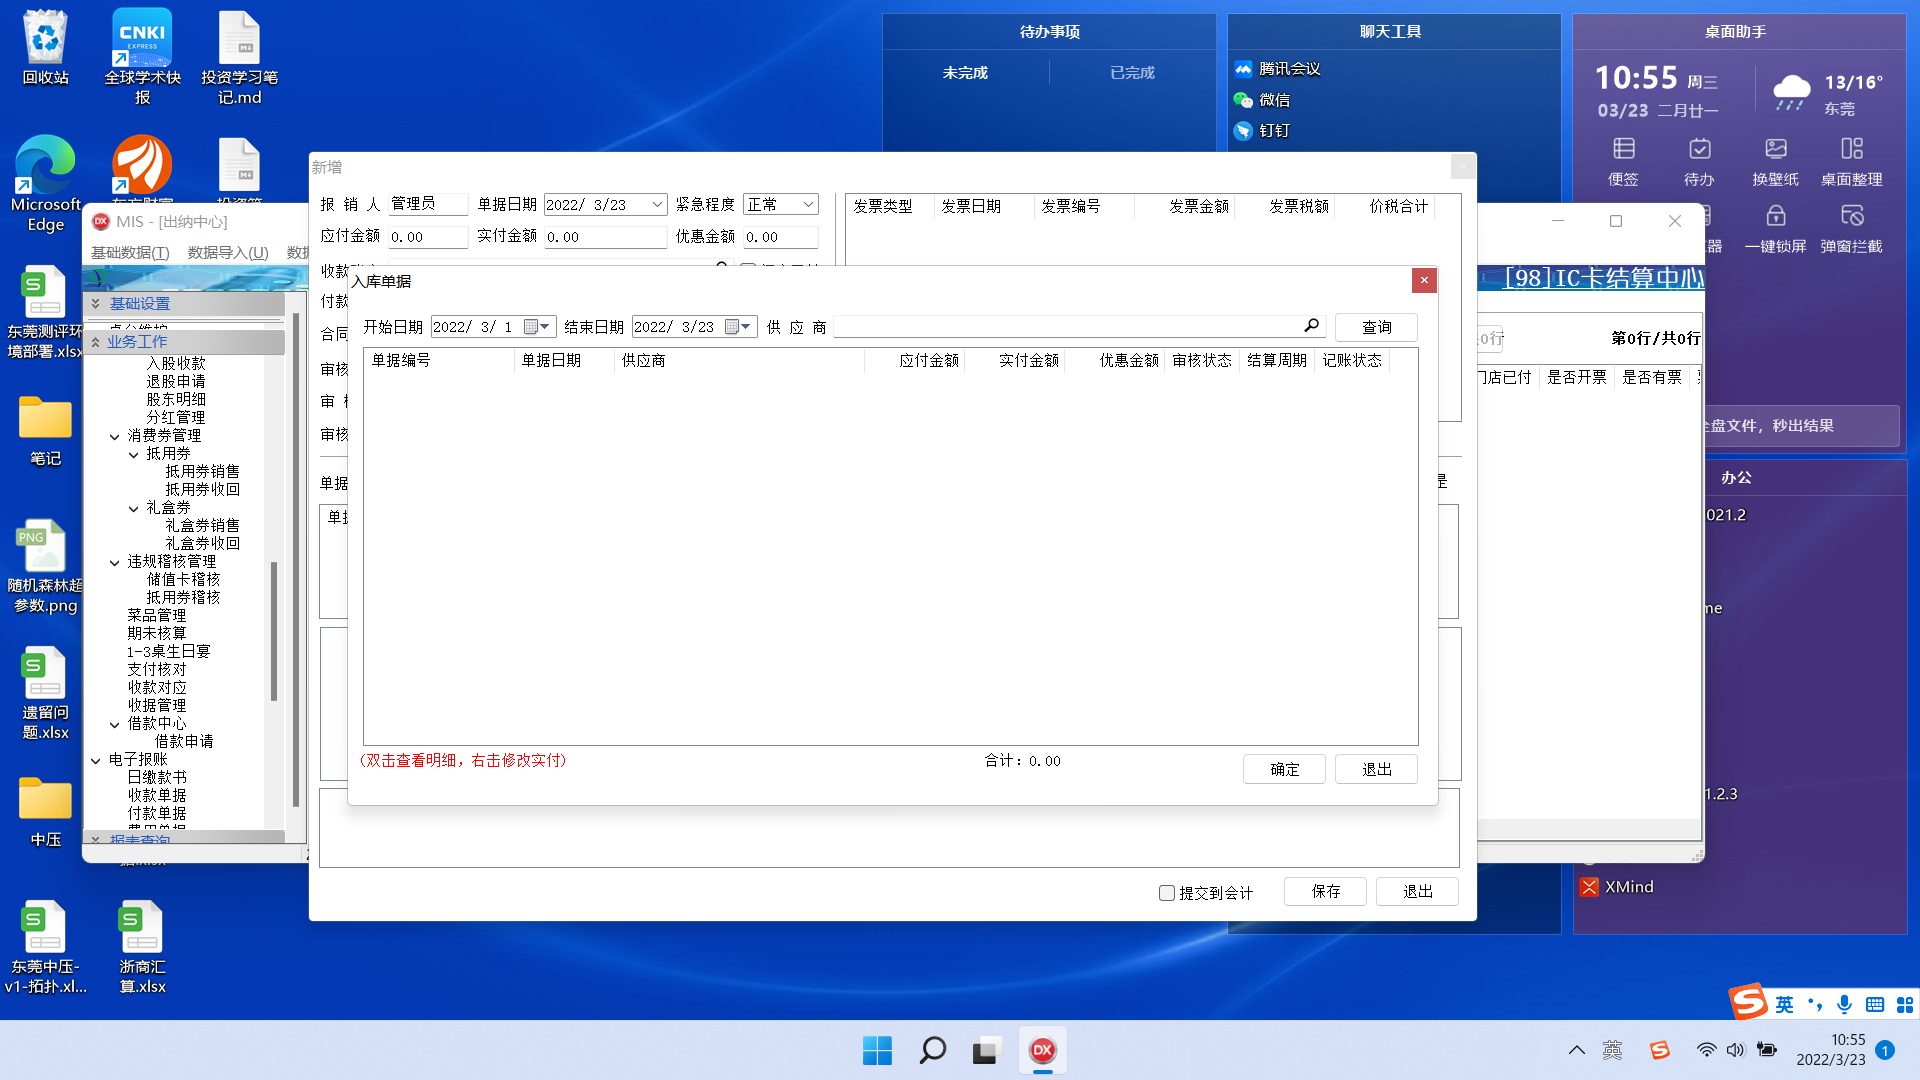 回收站
CNKI
EXPRESS
全球学术快报
投资学习笔记.md
Microsoft Edge
东莞测评环境部署.xlsx
笔记
PNG
随机森林超参数.png
遗留问题.xlsx
中压
东莞中压-v1-拓扑.xl...
浙商汇算.xlsx
待办事项
未完成
已完成
聊天工具
腾讯会议
微信
钉钉
桌面助手
10:55 周三
03/23 二月廿一
13/16°
东莞
便签
待办
换壁纸
桌面整理
器
一键锁屏
弹窗拦截
全盘文件，秒出结果
办公
021.2
me
1.2.3
XMind
MIS - [出纳中心]
基础数据(T)
数据导入(U)
数据
[98]IC卡结算中心
基础设置
业务工作
入股收款
退股申请
股东明细
分红管理
消费券管理
抵用券
抵用券销售
抵用券收回
礼盒券
礼盒券销售
礼盒券收回
违规稽核管理
储值卡稽核
抵用券稽核
菜品管理
期末核算
1-3桌生日宴
支付核对
收款对应
收据管理
借款中心
借款申请
电子报账
日缴款书
收款单据
付款单据
费用单据
报表查询
第0行/共0行
门店已付
是否开票
是否有票
新增
报 销 人
管理员
单据日期
2022/ 3/23
紧急程度
正常
应付金额
0.00
实付金额
0.00
优惠金额
0.00
发票类型
发票日期
发票编号
发票金额
发票税额
价税合计
付款
合同
审核
审 核
审核
单据
单据
是
入库单据
开始日期
2022/ 3/ 1
结束日期
2022/ 3/23
供 应 商
查询
单据编号
单据日期
供应商
应付金额
实付金额
优惠金额
审核状态
结算周期
记账状态
(双击查看明细，右击修改实付)
合计：0.00
确定
退出
提交到会计
保存
退出
英
英
10:55
2022/3/23
1